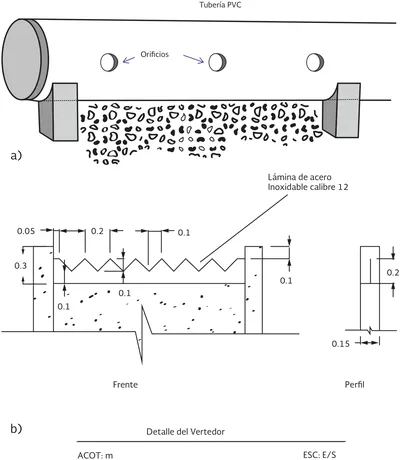 Tubería PVC
Orificios
a)
Lámina de acero
Inoxidable calibre 12
0.05
0.2
0.1
0.3
0.1
0.1
0.1
0.2
0.15
Frente
Perfil
b)
Detalle del Vertedor
ACOT: m
ESC: E/S